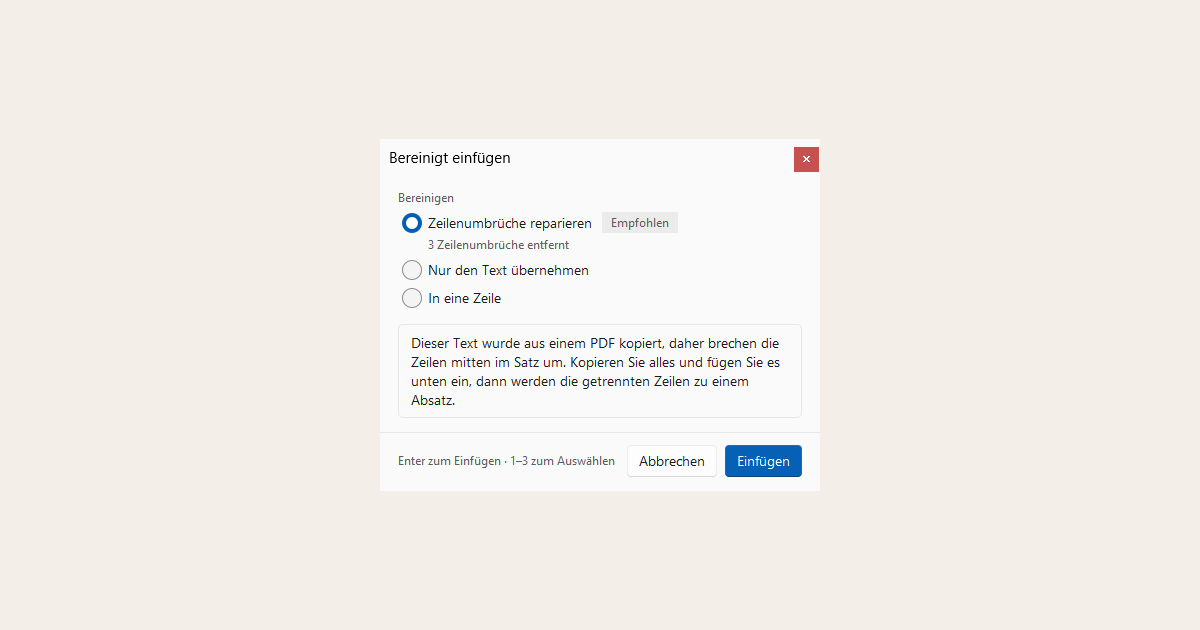 Bereinigt einfügen
Bereinigen
Zeilenumbrüche reparieren Empfohlen
3 Zeilenumbrüche entfernt
Nur den Text übernehmen
In eine Zeile
Dieser Text wurde aus einem PDF kopiert, daher brechen die
Zeilen mitten im Satz um. Kopieren Sie alles und fügen Sie es
unten ein, dann werden die getrennten Zeilen zu einem
Absatz.
Enter zum Einfügen · 1–3 zum Auswählen Abbrechen Einfügen